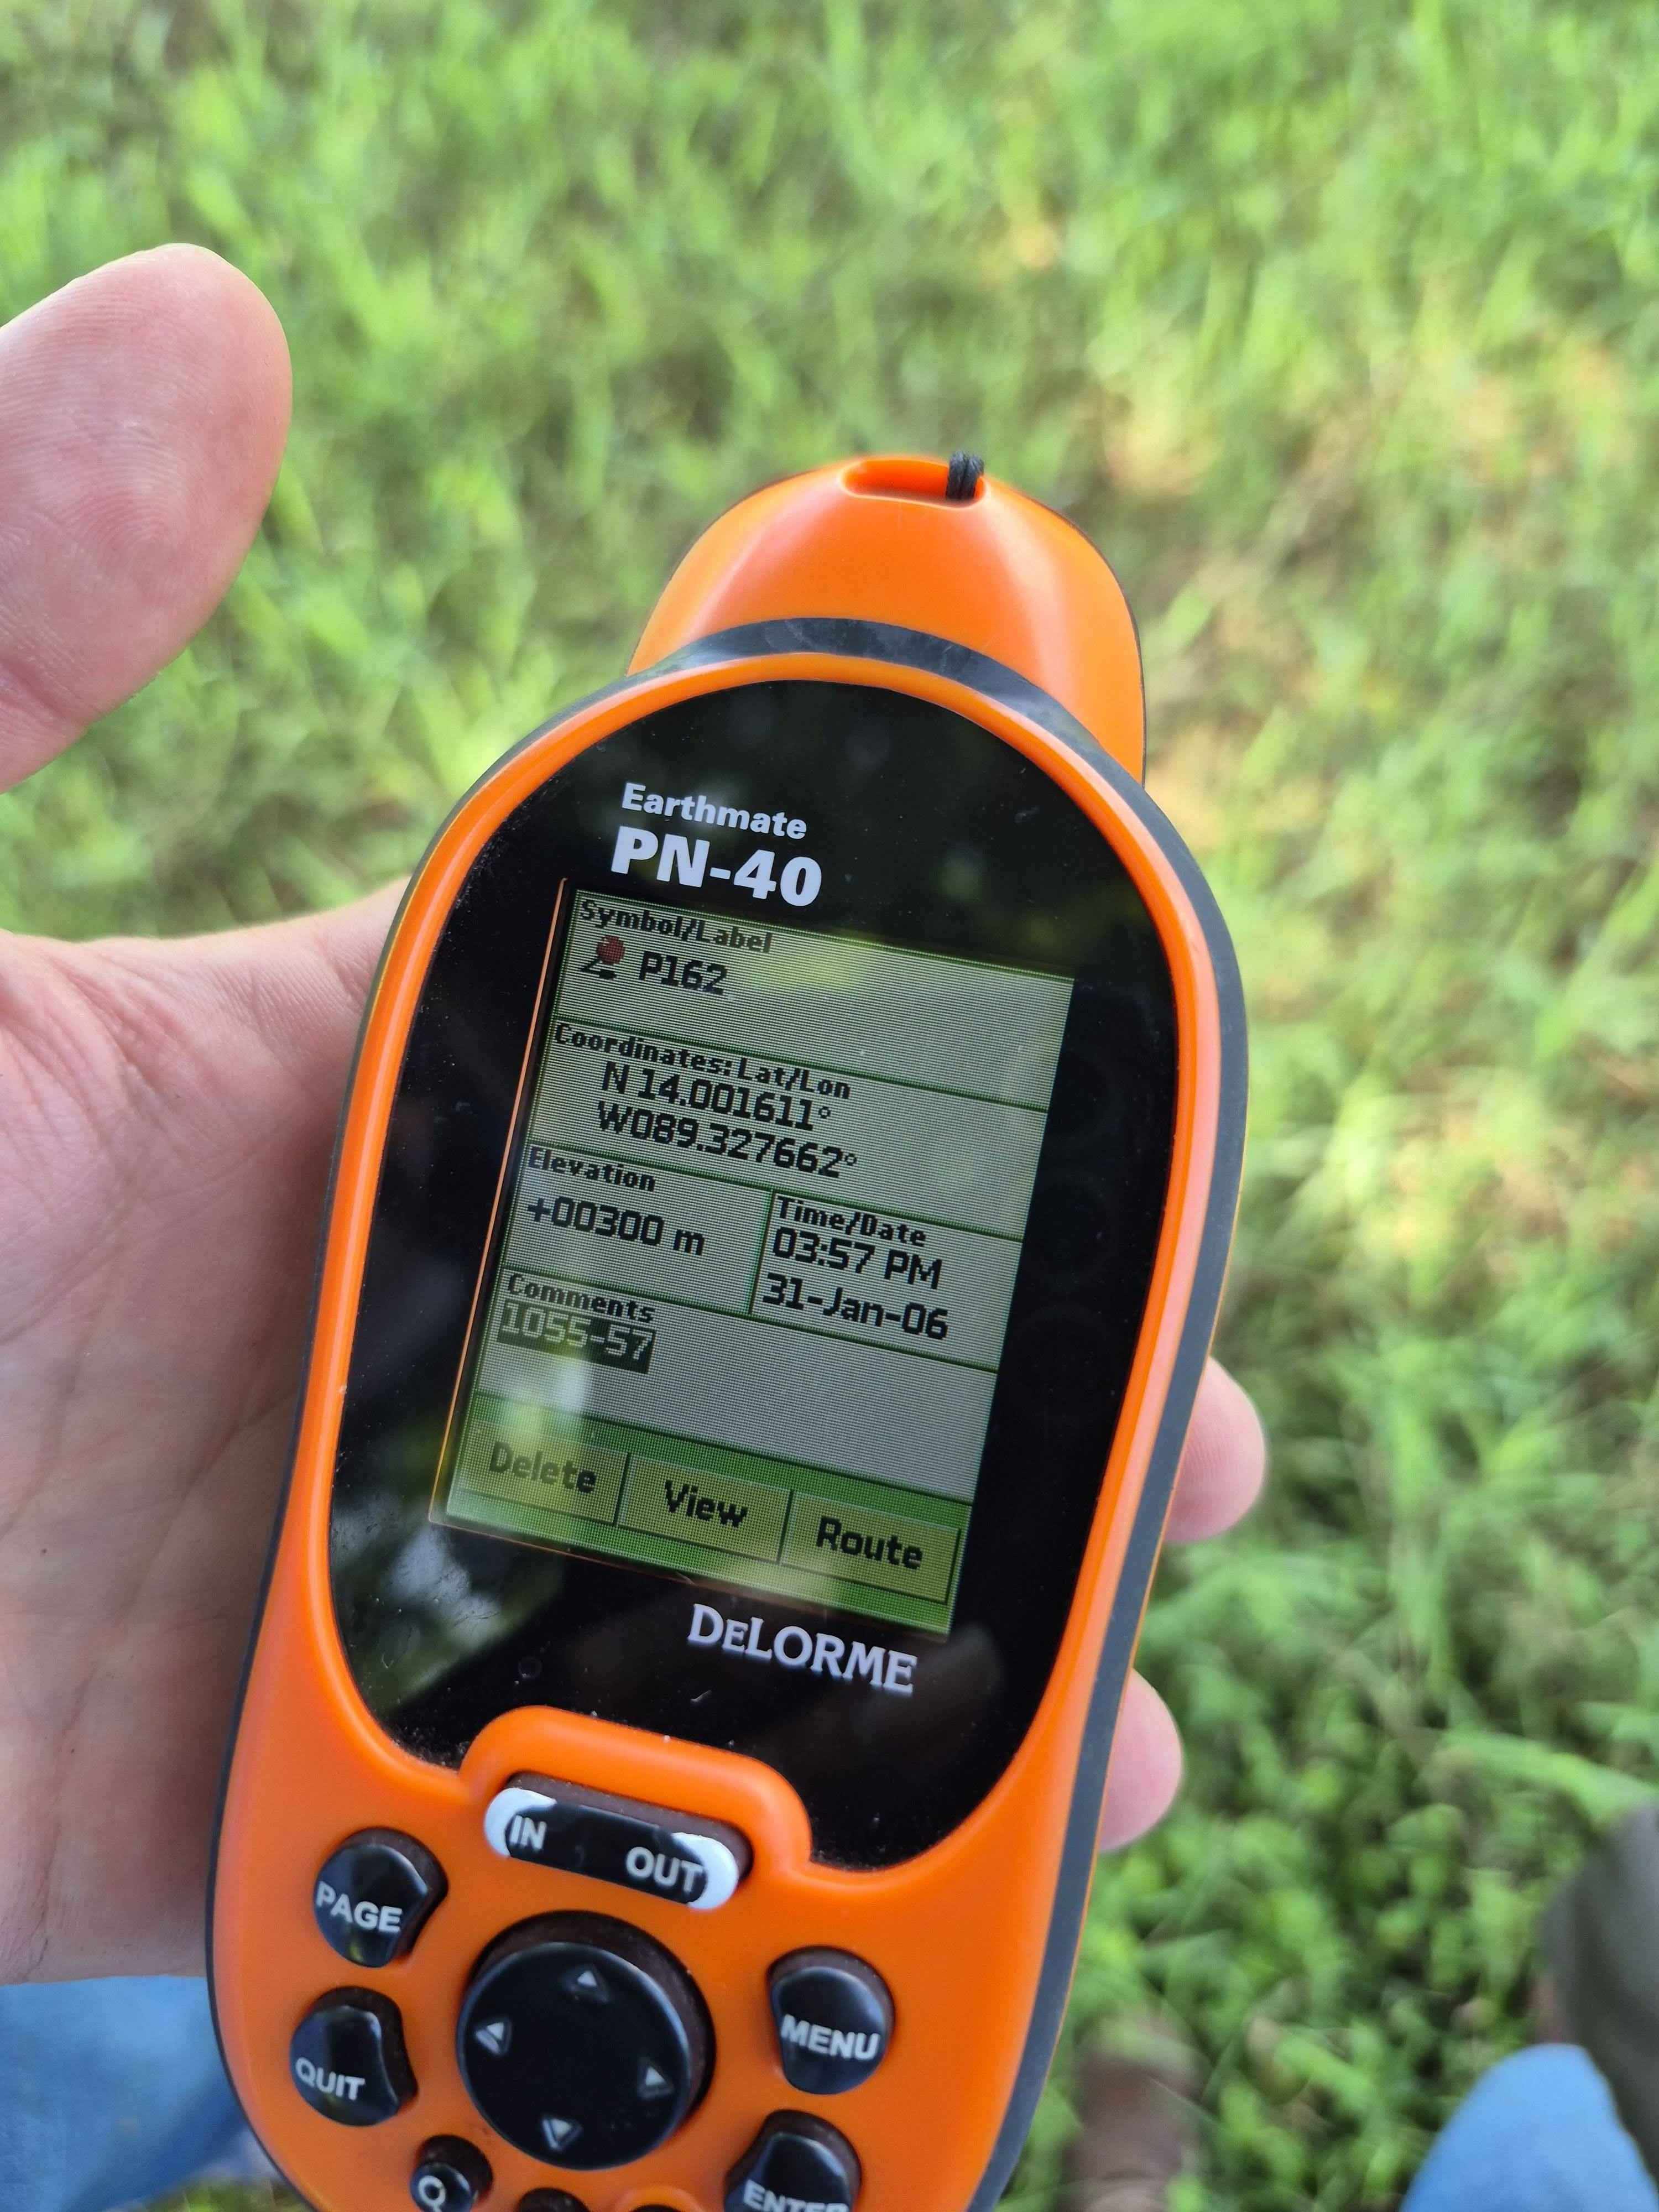 Earthmate
PN-40
Symbol/Label
P162
Coordinates: Lat/Lon
N 14.001611°
W089.327662°
Elevation
+00300 m
Time/Date
03:57 PM
31-Jan-06
Comments
1055-57
Delete View Route
DeLORME
IN OUT
PAGE
MENU
QUIT
ENTER